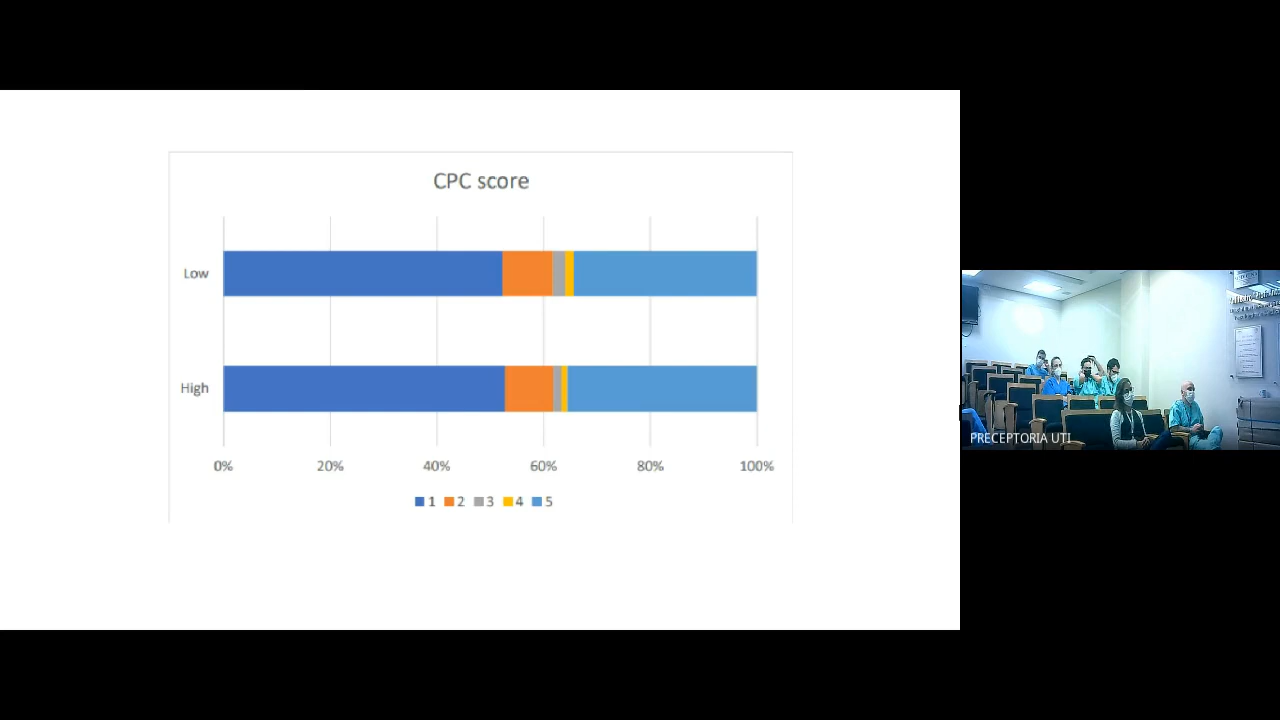 CPC score
Low
High
0% 20% 40% 60% 80% 100%
1 2 3 4 5
PRECEPTORIA UTI